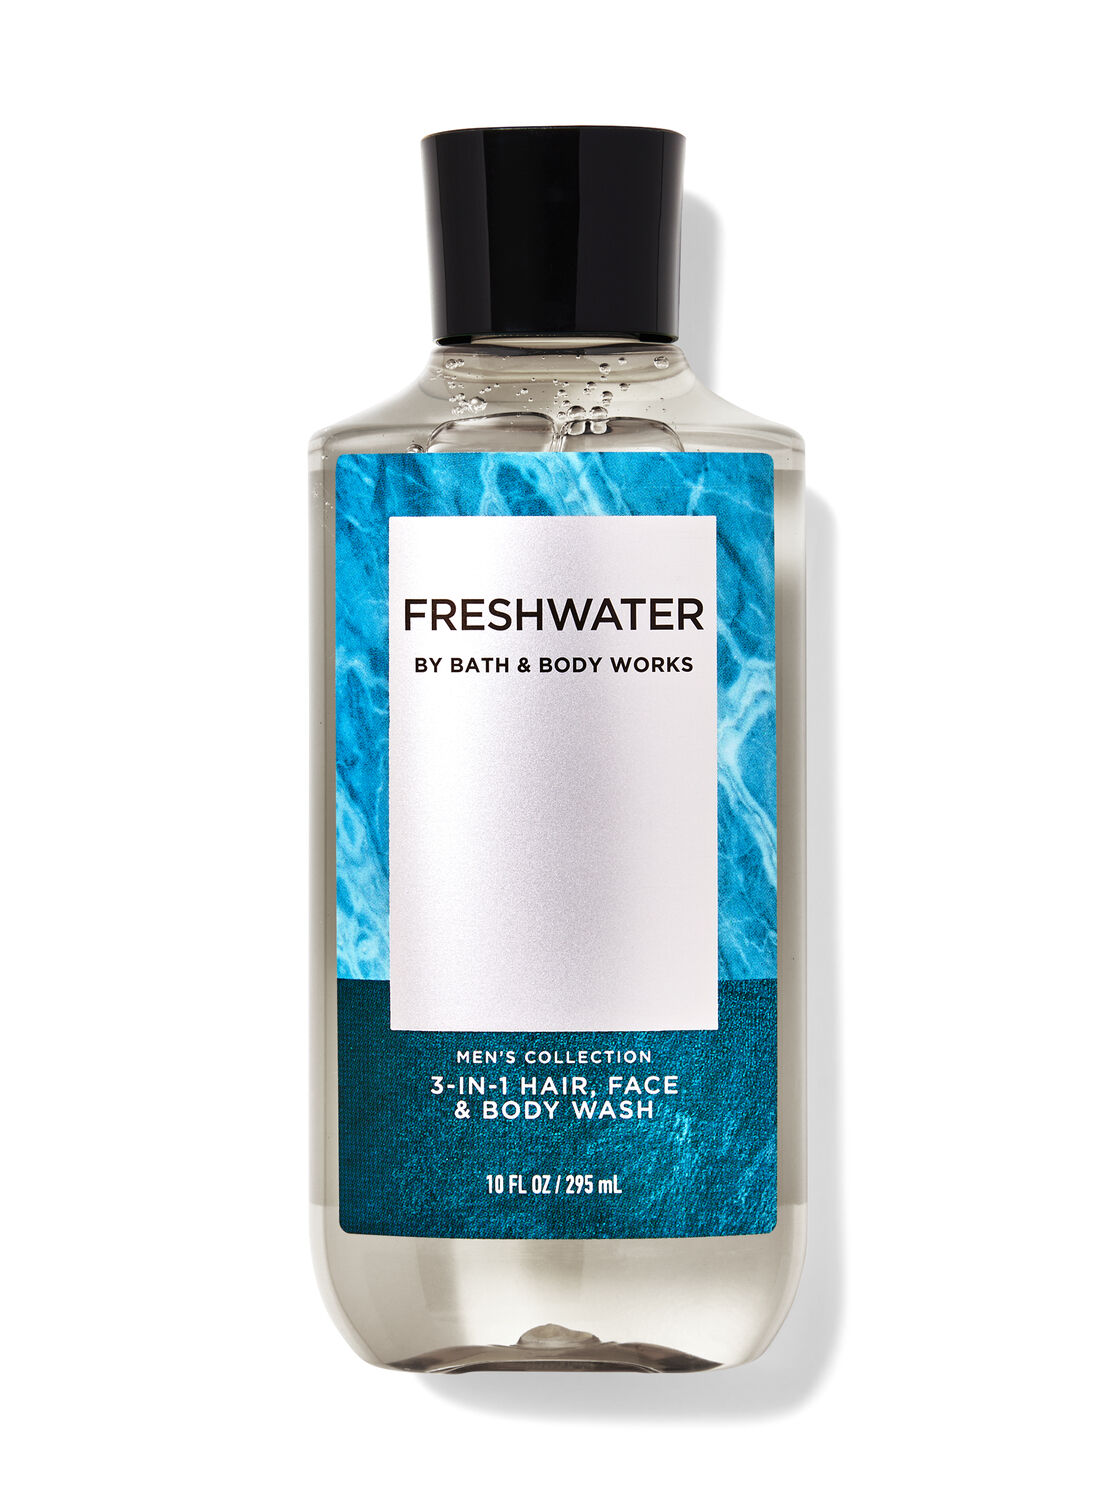 FRESHWATER
BY BATH & BODY WORKS
MEN'S COLLECTION
3-IN-1 HAIR, FACE
& BODY WASH
10 FL OZ / 295 mL